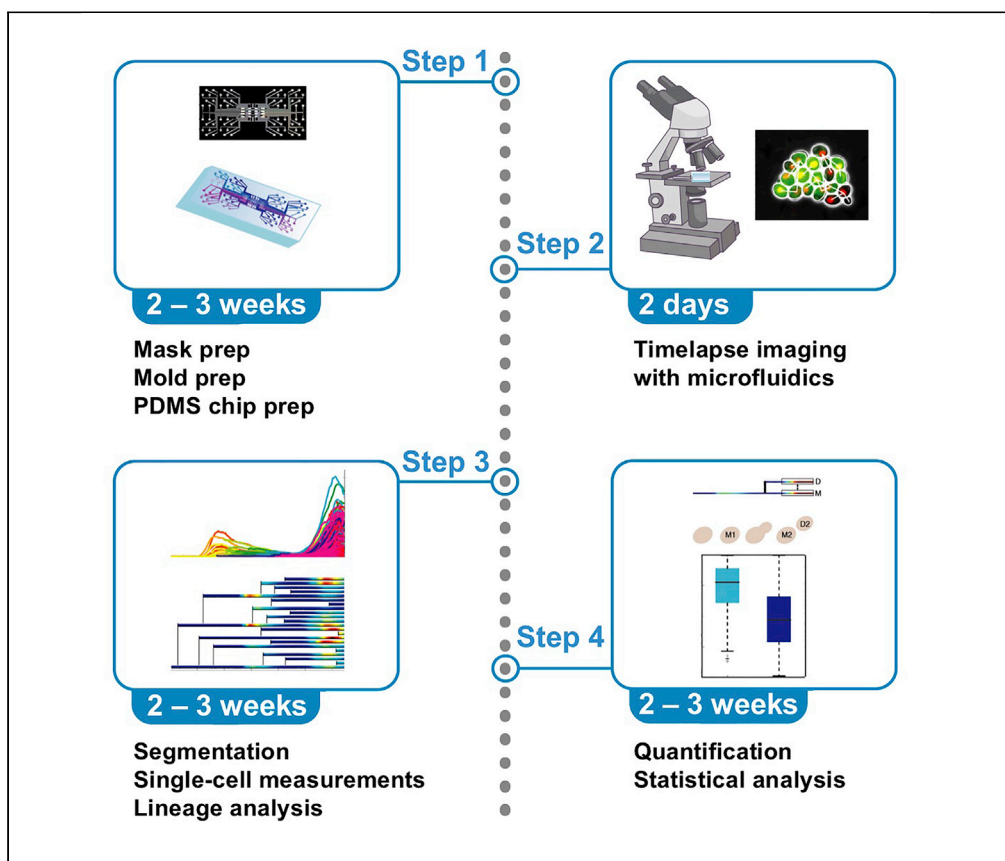 Step 1
2 – 3 weeks
Mask prep
Mold prep
PDMS chip prep
Step 2
2 days
Timelapse imaging
with microfluidics
Step 3
2 – 3 weeks
Segmentation
Single-cell measurements
Lineage analysis
Step 4
D
M
M1
M2
D2
2 – 3 weeks
Quantification
Statistical analysis